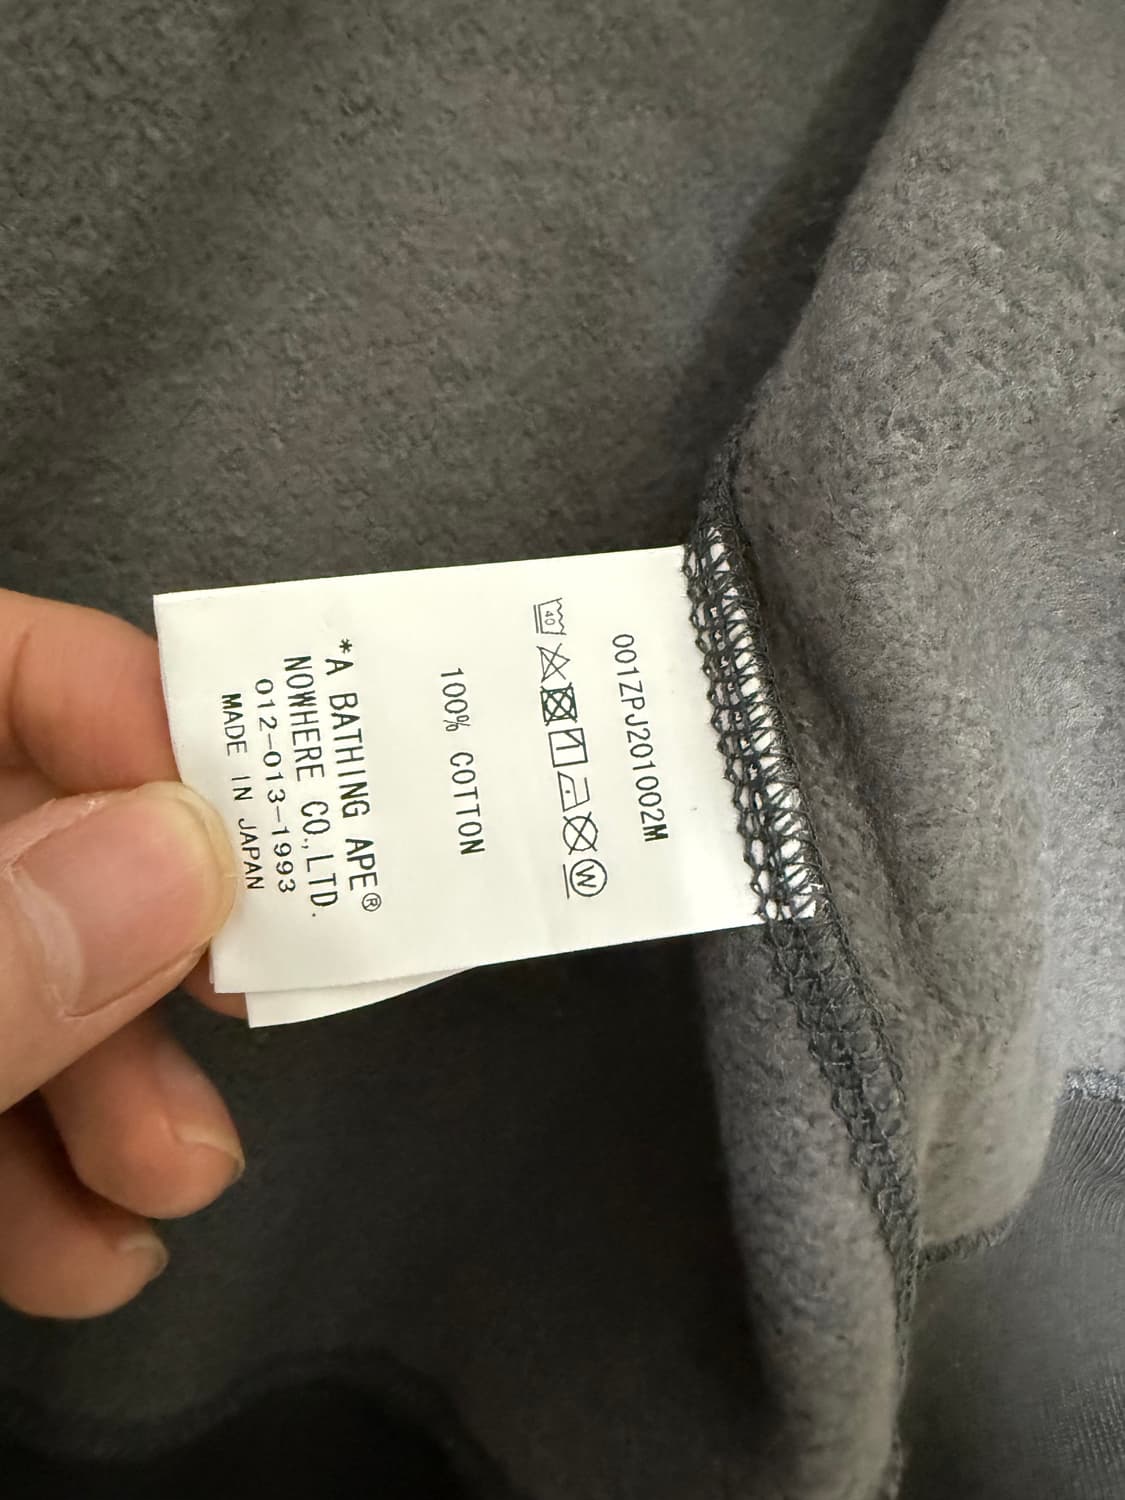 001ZPJ201002M
40
W
100% COTTON
*A BATHING APE®
NOWHERE CO.,LTD.
012-013-1993
MADE IN JAPAN